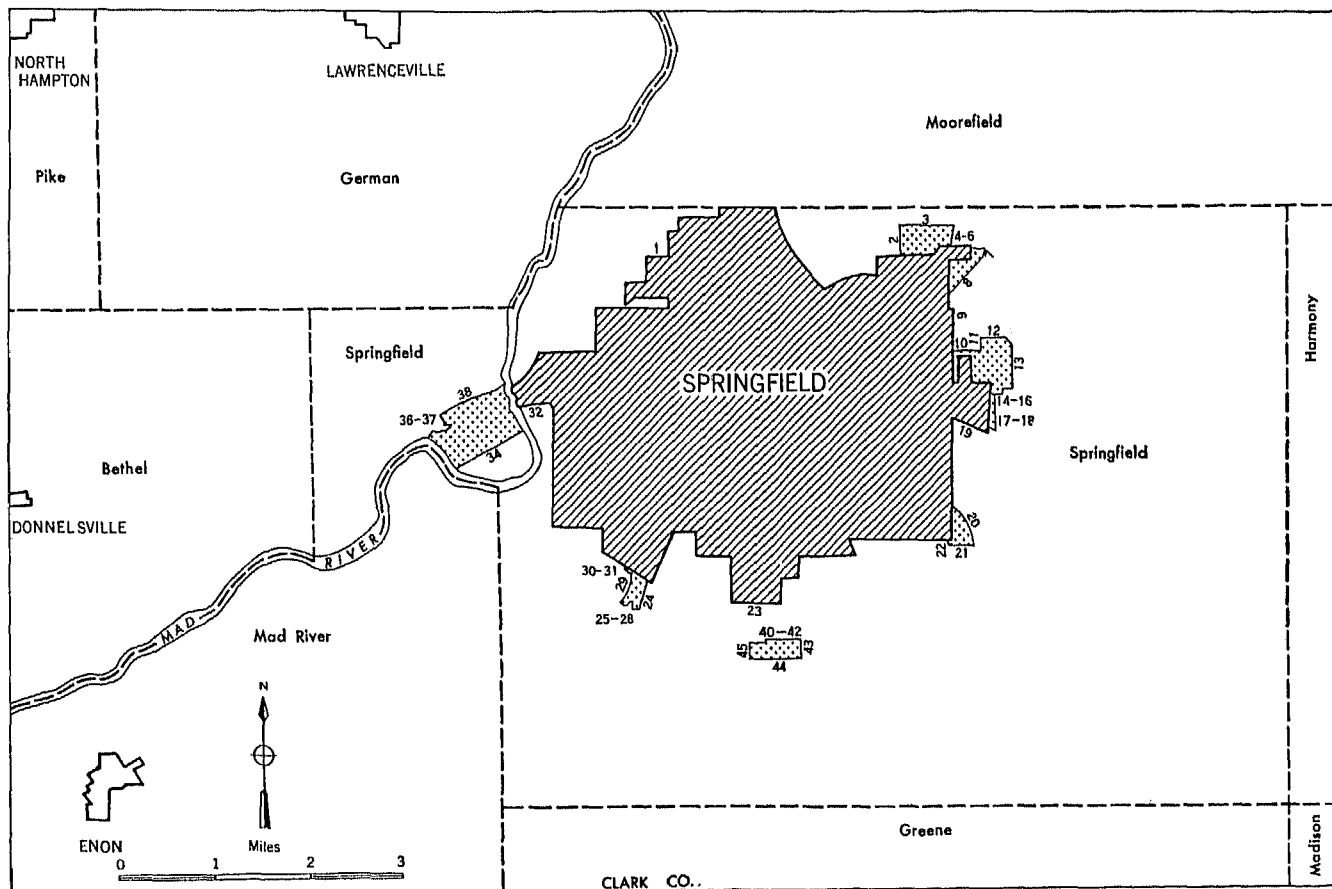 NORTH
HAMPTON
LAWRENCEVILLE
Moorefield
Pike
German
3
2
4-6
1
7
8
Harmony
9
12
11
10
13
Springfield
SPRINGFIELD
38
14-16
36-37
32
17-18
19
34
Springfield
Bethel
DONNELSVILLE
20
22
21
MAD RIVER
30-31
29
24
25-28
23
40-42
45
43
44
Mad River
N
ENON
Miles
0 1 2 3
Greene
Madison
CLARK CO..